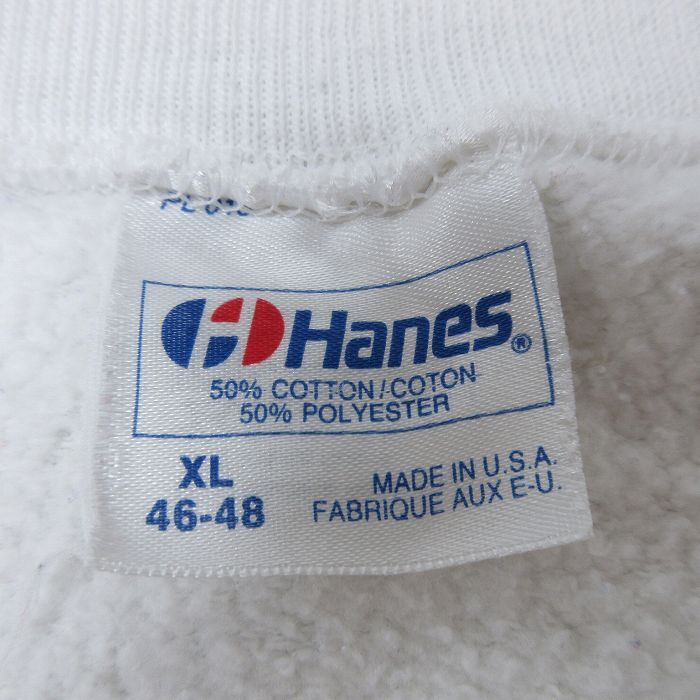 Hanes®
50% COTTON/COTON
50% POLYESTER
XL
46-48
MADE IN U.S.A.
FABRIQUE AUX E-U.